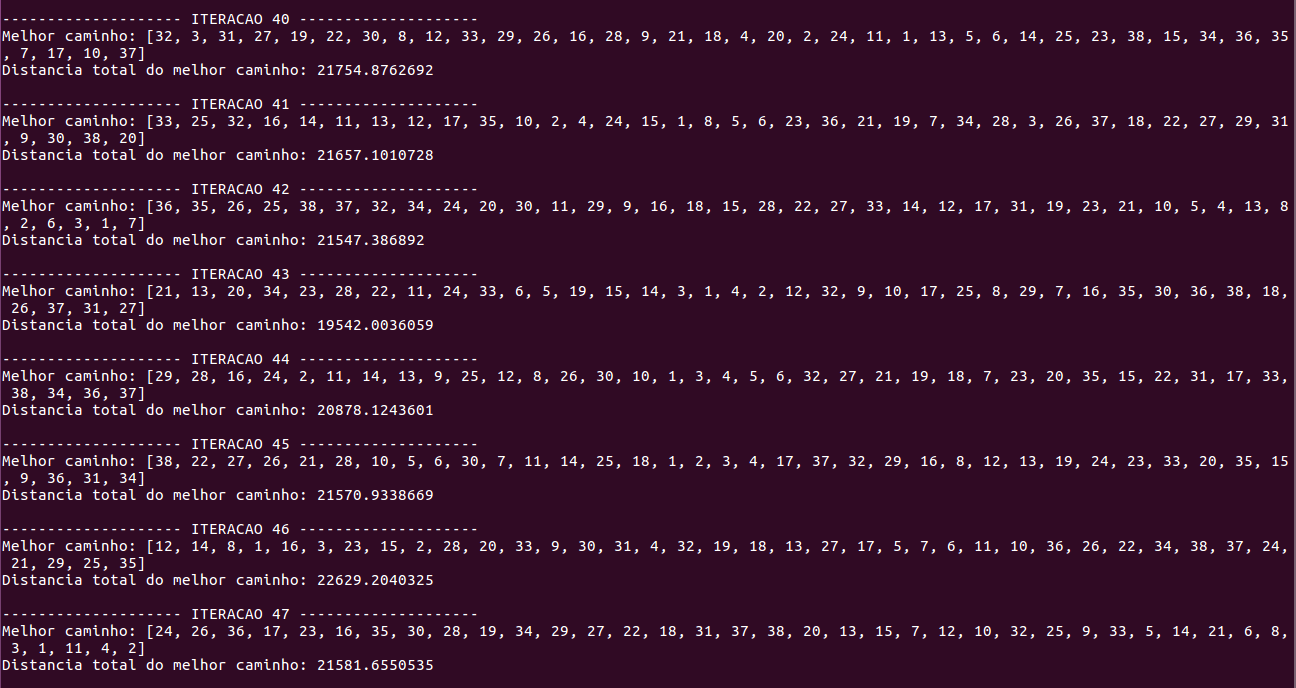 -------------------- ITERACAO 40 --------------------
Melhor caminho: [32, 3, 31, 27, 19, 22, 30, 8, 12, 33, 29, 26, 16, 28, 9, 21, 18, 4, 20, 2, 24, 11, 1, 13, 5, 6, 14, 25, 23, 38, 15, 34, 36, 35
, 7, 17, 10, 37]
Distancia total do melhor caminho: 21754.8762692
-------------------- ITERACAO 41 --------------------
Melhor caminho: [33, 25, 32, 16, 14, 11, 13, 12, 17, 35, 10, 2, 4, 24, 15, 1, 8, 5, 6, 23, 36, 21, 19, 7, 34, 28, 3, 26, 37, 18, 22, 27, 29, 31
, 9, 30, 38, 20]
Distancia total do melhor caminho: 21657.1010728
-------------------- ITERACAO 42 --------------------
Melhor caminho: [36, 35, 26, 25, 38, 37, 32, 34, 24, 20, 30, 11, 29, 9, 16, 18, 15, 28, 22, 27, 33, 14, 12, 17, 31, 19, 23, 21, 10, 5, 4, 13, 8
, 2, 6, 3, 1, 7]
Distancia total do melhor caminho: 21547.386892
-------------------- ITERACAO 43 --------------------
Melhor caminho: [21, 13, 20, 34, 23, 28, 22, 11, 24, 33, 6, 5, 19, 15, 14, 3, 1, 4, 2, 12, 32, 9, 10, 17, 25, 8, 29, 7, 16, 35, 30, 36, 38, 18,
26, 37, 31, 27]
Distancia total do melhor caminho: 19542.0036059
-------------------- ITERACAO 44 --------------------
Melhor caminho: [29, 28, 16, 24, 2, 11, 14, 13, 9, 25, 12, 8, 26, 30, 10, 1, 3, 4, 5, 6, 32, 27, 21, 19, 18, 7, 23, 20, 35, 15, 22, 31, 17, 33,
38, 34, 36, 37]
Distancia total do melhor caminho: 20878.1243601
-------------------- ITERACAO 45 --------------------
Melhor caminho: [38, 22, 27, 26, 21, 28, 10, 5, 6, 30, 7, 11, 14, 25, 18, 1, 2, 3, 4, 17, 37, 32, 29, 16, 8, 12, 13, 19, 24, 23, 33, 20, 35, 15
, 9, 36, 31, 34]
Distancia total do melhor caminho: 21570.9338669
-------------------- ITERACAO 46 --------------------
Melhor caminho: [12, 14, 8, 1, 16, 3, 23, 15, 2, 28, 20, 33, 9, 30, 31, 4, 32, 19, 18, 13, 27, 17, 5, 7, 6, 11, 10, 36, 26, 22, 34, 38, 37, 24,
21, 29, 25, 35]
Distancia total do melhor caminho: 22629.2040325
-------------------- ITERACAO 47 --------------------
Melhor caminho: [24, 26, 36, 17, 23, 16, 35, 30, 28, 19, 34, 29, 27, 22, 18, 31, 37, 38, 20, 13, 15, 7, 12, 10, 32, 25, 9, 33, 5, 14, 21, 6, 8,
3, 1, 11, 4, 2]
Distancia total do melhor caminho: 21581.6550535